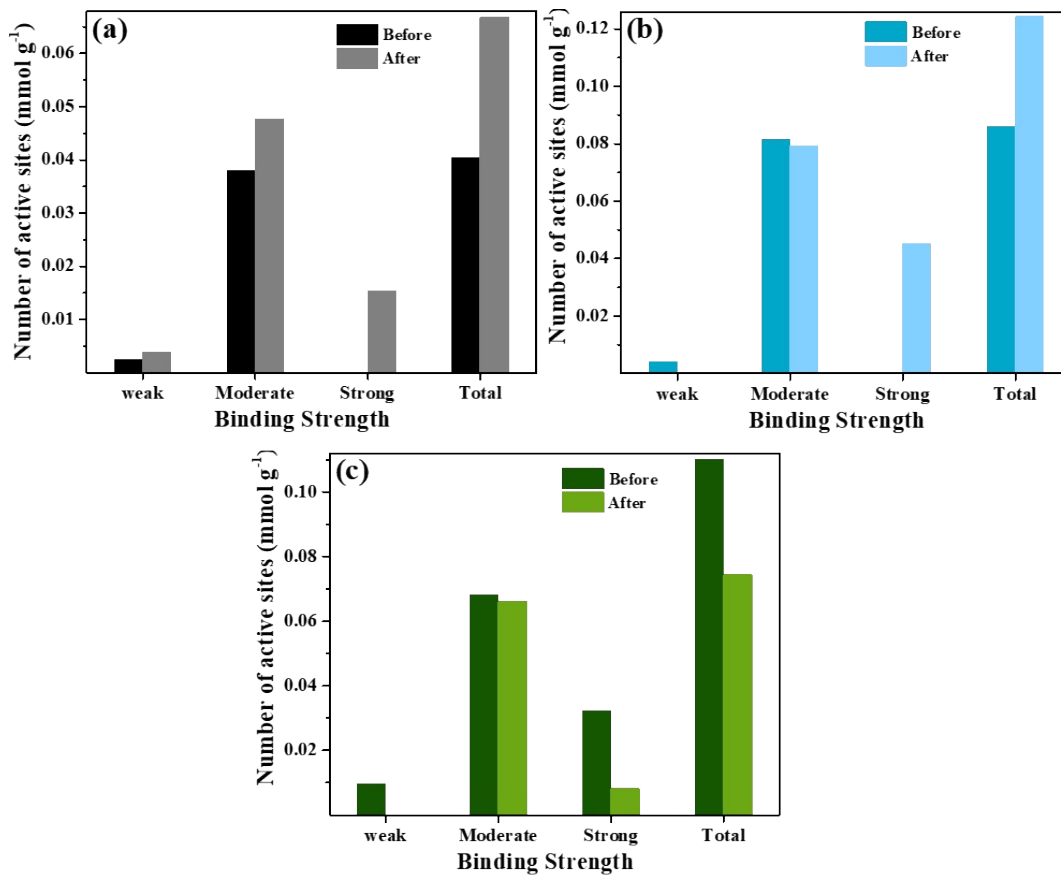 (a)
Before
After
Number of active sites (mmol g⁻¹)
0.06
0.05
0.04
0.03
0.02
0.01
weak Moderate Strong Total
Binding Strength
(b)
Before
After
Number of active sites (mmol g⁻¹)
0.12
0.10
0.08
0.06
0.04
0.02
weak Moderate Strong Total
Binding Strength
(c)
Before
After
Number of active sites (mmol g⁻¹)
0.10
0.08
0.06
0.04
0.02
weak Moderate Strong Total
Binding Strength